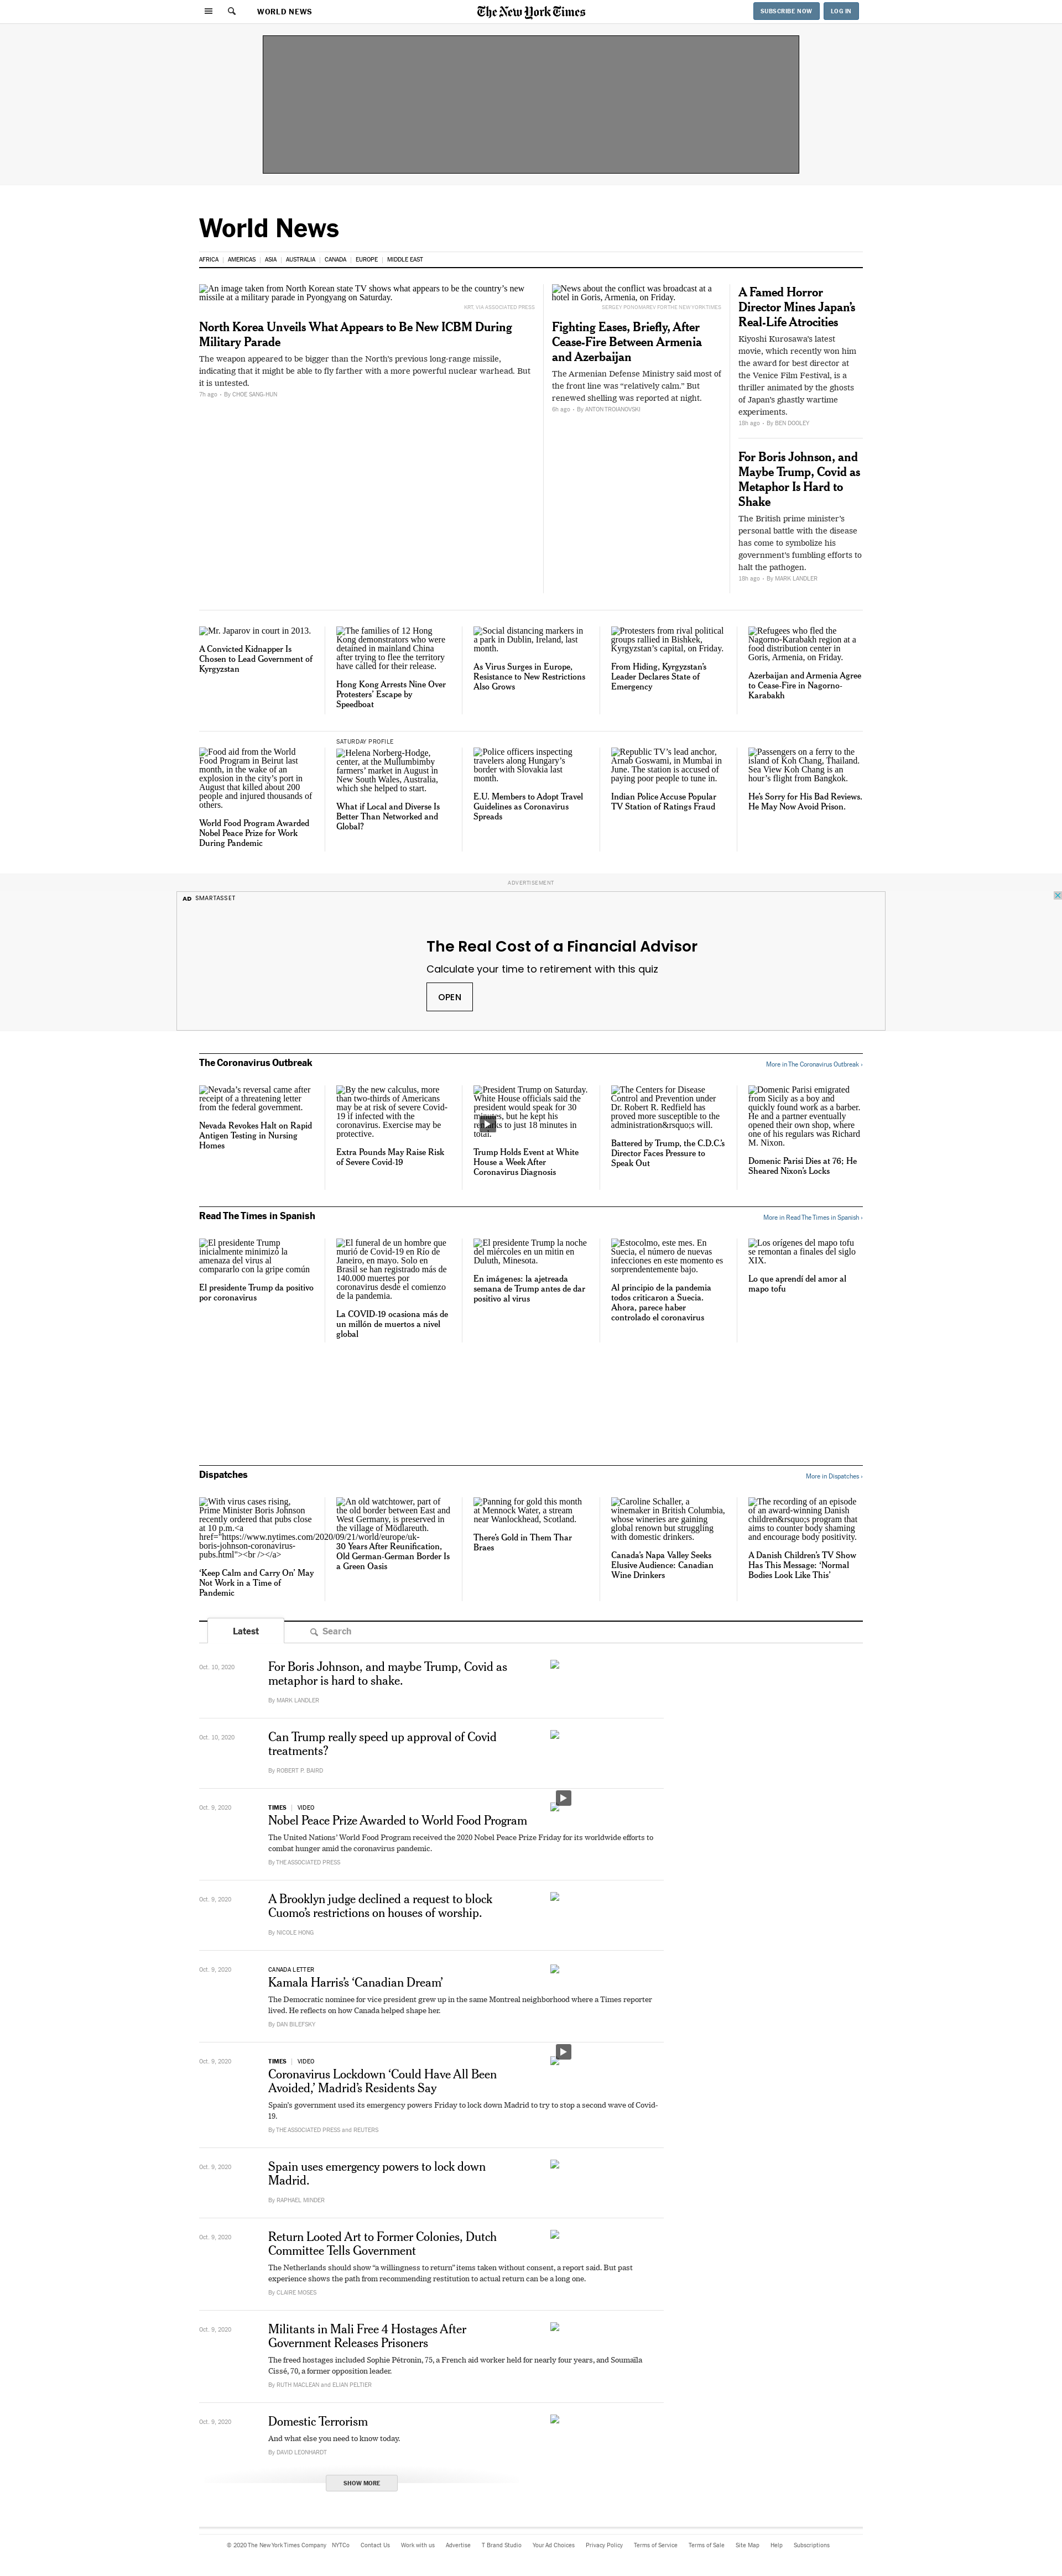 WORLD NEWS
The New York Times
SUBSCRIBE NOW
LOG IN
World News
AFRICA | AMERICAS | ASIA | AUSTRALIA | CANADA | EUROPE | MIDDLE EAST
An image taken from North Korean state TV shows what appears to be the country's new
missile at a military parade in Pyongyang on Saturday.
KRT, VIA ASSOCIATED PRESS
North Korea Unveils What Appears to Be New ICBM During
Military Parade
The weapon appeared to be bigger than the North's previous long-range missile,
indicating that it might be able to fly farther with a more powerful nuclear warhead. But
it is untested.
7h ago • By CHOE SANG-HUN
News about the conflict was broadcast at a
hotel in Goris, Armenia, on Friday.
SERGEY PONOMAREV FOR THE NEW YORK TIMES
Fighting Eases, Briefly, After
Cease-Fire Between Armenia
and Azerbaijan
The Armenian Defense Ministry said most of
the front line was “relatively calm.” But
renewed shelling was reported at night.
6h ago • By ANTON TROIANOVSKI
A Famed Horror
Director Mines Japan’s
Real-Life Atrocities
Kiyoshi Kurosawa’s latest
movie, which recently won him
the award for best director at
the Venice Film Festival, is a
thriller animated by the ghosts
of Japan’s ghastly wartime
experiments.
18h ago • By BEN DOOLEY
For Boris Johnson, and
Maybe Trump, Covid as
Metaphor Is Hard to
Shake
The British prime minister’s
personal battle with the disease
has come to symbolize his
government’s fumbling efforts to
halt the pathogen.
18h ago • By MARK LANDLER
Mr. Japarov in court in 2013.
A Convicted Kidnapper Is
Chosen to Lead Government of
Kyrgyzstan
The families of 12 Hong
Kong demonstrators who were
detained in mainland China
after trying to flee the territory
have called for their release.
Hong Kong Arrests Nine Over
Protesters’ Escape by
Speedboat
Social distancing markers in
a park in Dublin, Ireland, last
month.
As Virus Surges in Europe,
Resistance to New Restrictions
Also Grows
Protesters from rival political
groups rallied in Bishkek,
Kyrgyzstan’s capital, on Friday.
From Hiding, Kyrgyzstan’s
Leader Declares State of
Emergency
Refugees who fled the
Nagorno-Karabakh region at a
food distribution center in
Goris, Armenia, on Friday.
Azerbaijan and Armenia Agree
to Cease-Fire in Nagorno-
Karabakh
Food aid from the World
Food Program in Beirut last
month, in the wake of an
explosion in the city’s port in
August that killed about 200
people and injured thousands of
others.
World Food Program Awarded
Nobel Peace Prize for Work
During Pandemic
SATURDAY PROFILE
Helena Norberg-Hodge,
center, at the Mullumbimby
farmers’ market in August in
New South Wales, Australia,
which she helped to start.
What if Local and Diverse Is
Better Than Networked and
Global?
Police officers inspecting
travelers along Hungary’s
border with Slovakia last
month.
E.U. Members to Adopt Travel
Guidelines as Coronavirus
Spreads
Republic TV’s lead anchor,
Arnab Goswami, in Mumbai in
June. The station is accused of
paying poor people to tune in.
Indian Police Accuse Popular
TV Station of Ratings Fraud
Passengers on a ferry to the
island of Koh Chang, Thailand.
Sea View Koh Chang is an
hour’s flight from Bangkok.
He’s Sorry for His Bad Reviews.
He May Now Avoid Prison.
ADVERTISEMENT
AD SMARTASSET
The Real Cost of a Financial Advisor
Calculate your time to retirement with this quiz
OPEN
The Coronavirus Outbreak
More in The Coronavirus Outbreak ›
Nevada’s reversal came after
receipt of a threatening letter
from the federal government.
Nevada Revokes Halt on Rapid
Antigen Testing in Nursing
Homes
By the new calculus, more
than two-thirds of Americans
may be at risk of severe Covid-
19 if infected with the
coronavirus. Exercise may be
protective.
Extra Pounds May Raise Risk
of Severe Covid-19
President Trump on Saturday.
White House officials said the
president would speak for 30
but he kept his
to just 18 minutes in
total.
Trump Holds Event at White
House a Week After
Coronavirus Diagnosis
The Centers for Disease
Control and Prevention under
Dr. Robert R. Redfield has
proved more susceptible to the
administration&rsquo;s will.
Battered by Trump, the C.D.C.’s
Director Faces Pressure to
Speak Out
Domenic Parisi emigrated
from Sicily as a boy and
quickly found work as a barber.
He and a partner eventually
opened their own shop, where
one of his regulars was Richard
M. Nixon.
Domenic Parisi Dies at 76; He
Sheared Nixon’s Locks
Read The Times in Spanish
More in Read The Times in Spanish ›
El presidente Trump
inicialmente minimizó la
amenaza del virus al
compararlo con la gripe común
El presidente Trump da positivo
por coronavirus
El funeral de un hombre que
murió de Covid-19 en Río de
Janeiro, en mayo. Solo en
Brasil se han registrado más de
140.000 muertes por
coronavirus desde el comienzo
de la pandemia.
La COVID-19 ocasiona más de
un millón de muertos a nivel
global
El presidente Trump la noche
del miércoles en un mitin en
Duluth, Minesota.
En imágenes: la ajetreada
semana de Trump antes de dar
positivo al virus
Estocolmo, este mes. En
Suecia, el número de nuevas
infecciones en este momento es
sorprendentemente bajo.
Al principio de la pandemia
todos criticaron a Suecia.
Ahora, parece haber
controlado el coronavirus
Los orígenes del mapo tofu
se remontan a finales del siglo
XIX.
Lo que aprendí del amor al
mapo tofu
Dispatches
More in Dispatches ›
With virus cases rising,
Prime Minister Boris Johnson
recently ordered that pubs close
at 10 p.m.<a
href="https://www.nytimes.com/2020/09/21/world/europe/uk-
boris-johnson-coronavirus-
pubs.html"><br /></a>
‘Keep Calm and Carry On’ May
Not Work in a Time of
Pandemic
An old watchtower, part of
the old border between East and
West Germany, is preserved in
the village of Mödlareuth.
30 Years After Reunification,
Old German-German Border Is
a Green Oasis
Panning for gold this month
at Mennock Water, a stream
near Wanlockhead, Scotland.
There’s Gold in Them Thar
Braes
Caroline Schaller, a
winemaker in British Columbia,
whose wineries are gaining
global renown but struggling
with domestic drinkers.
Canada’s Napa Valley Seeks
Elusive Audience: Canadian
Wine Drinkers
The recording of an episode
of an award-winning Danish
children&rsquo;s program that
aims to counter body shaming
and encourage body positivity.
A Danish Children’s TV Show
Has This Message: ‘Normal
Bodies Look Like This’
Latest
Search
Oct. 10, 2020
For Boris Johnson, and maybe Trump, Covid as
metaphor is hard to shake.
By MARK LANDLER
Oct. 10, 2020
Can Trump really speed up approval of Covid
treatments?
By ROBERT P. BAIRD
Oct. 9, 2020
TIMES | VIDEO
Nobel Peace Prize Awarded to World Food Program
The United Nations’ World Food Program received the 2020 Nobel Peace Prize Friday for its worldwide efforts to
combat hunger amid the coronavirus pandemic.
By THE ASSOCIATED PRESS
Oct. 9, 2020
A Brooklyn judge declined a request to block
Cuomo’s restrictions on houses of worship.
By NICOLE HONG
Oct. 9, 2020
CANADA LETTER
Kamala Harris’s ‘Canadian Dream’
The Democratic nominee for vice president grew up in the same Montreal neighborhood where a Times reporter
lived. He reflects on how Canada helped shape her.
By DAN BILEFSKY
Oct. 9, 2020
TIMES | VIDEO
Coronavirus Lockdown ‘Could Have All Been
Avoided,’ Madrid’s Residents Say
Spain’s government used its emergency powers Friday to lock down Madrid to try to stop a second wave of Covid-
19.
By THE ASSOCIATED PRESS and REUTERS
Oct. 9, 2020
Spain uses emergency powers to lock down
Madrid.
By RAPHAEL MINDER
Oct. 9, 2020
Return Looted Art to Former Colonies, Dutch
Committee Tells Government
The Netherlands should show “a willingness to return” items taken without consent, a report said. But past
experience shows the path from recommending restitution to actual return can be a long one.
By CLAIRE MOSES
Oct. 9, 2020
Militants in Mali Free 4 Hostages After
Government Releases Prisoners
The freed hostages included Sophie Pétronin, 75, a French aid worker held for nearly four years, and Soumaïla
Cissé, 70, a former opposition leader.
By RUTH MACLEAN and ELIAN PELTIER
Oct. 9, 2020
Domestic Terrorism
And what else you need to know today.
By DAVID LEONHARDT
SHOW MORE
© 2020 The New York Times Company NYTCo Contact Us Work with us Advertise T Brand Studio Your Ad Choices Privacy Policy Terms of Service Terms of Sale Site Map Help Subscriptions